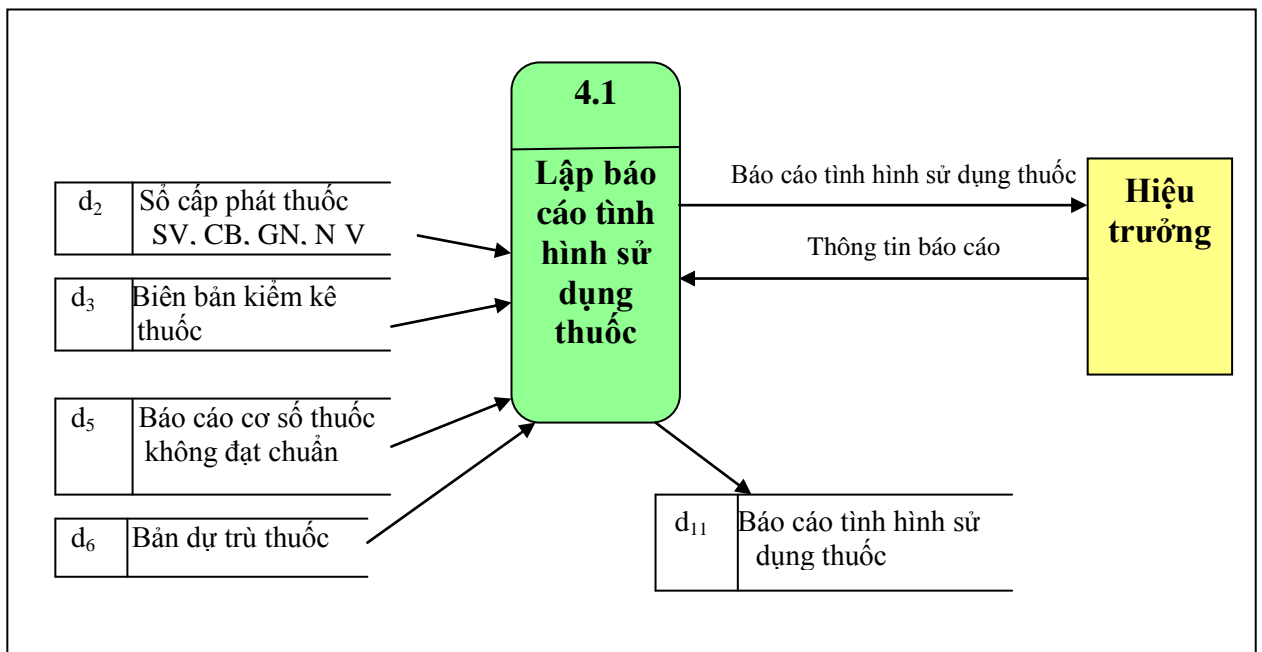 4.1
Lập báo
cáo tình
hình sử
dụng
thuốc
d2 Sổ cấp phát thuốc
SV, CB, GN, N V
d3 Biên bản kiểm kê
thuốc
d5 Báo cáo cơ số thuốc
không đạt chuẩn
d6 Bản dự trù thuốc
Báo cáo tình hình sử dụng thuốc
Thông tin báo cáo
Hiệu
trưởng
d11 Báo cáo tình hình sử
dụng thuốc